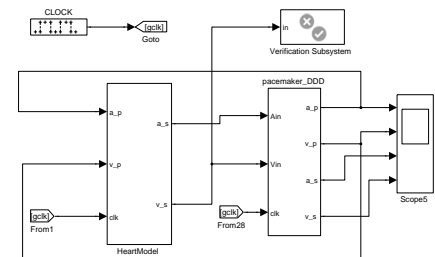 CLOCK
[gclk]
Goto
in
Verification Subsystem
pacemaker_DDD
a_p
a_s
v_p
v_s
clk
HeartModel
[gclk]
From1
Ain
Vin
clk
a_p
v_p
a_s
v_s
[gclk]
From28
Scope5